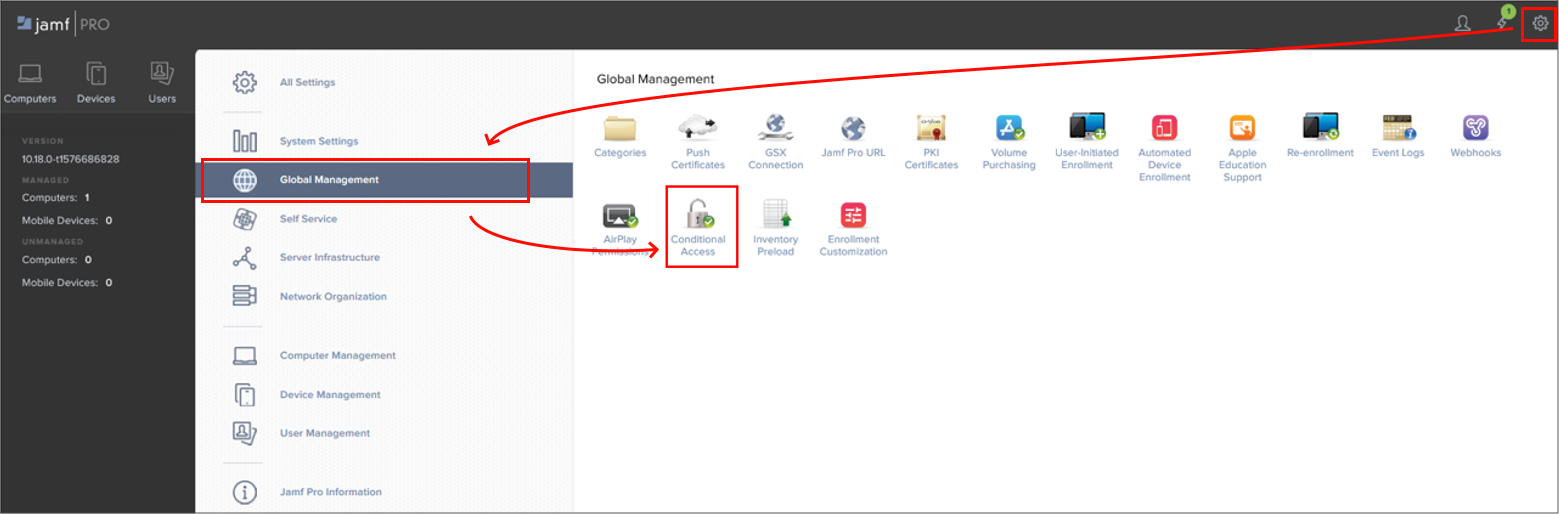 jamf PRO
1
Computers Devices Users
VERSION
10.18.0-t1576686828
MANAGED
Computers: 1
Mobile Devices: 0
UNMANAGED
Computers: 0
Mobile Devices: 0
All Settings
System Settings
Global Management
Self Service
Server Infrastructure
Network Organization
Computer Management
Device Management
User Management
Jamf Pro Information
Global Management
Categories
Push
Certificates
GSX
Connection
Jamf Pro URL
PKI
Certificates
Volume
Purchasing
User-Initiated
Enrollment
Automated
Device
Enrollment
Apple
Education
Support
Re-enrollment
Event Logs
Webhooks
AirPlay
Permissions
Conditional
Access
Inventory
Preload
Enrollment
Customization